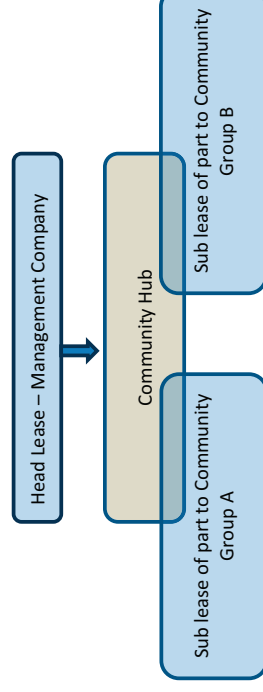 Head Lease – Management Company
Community Hub
Sub lease of part to Community
Group A
Sub lease of part to Community
Group B